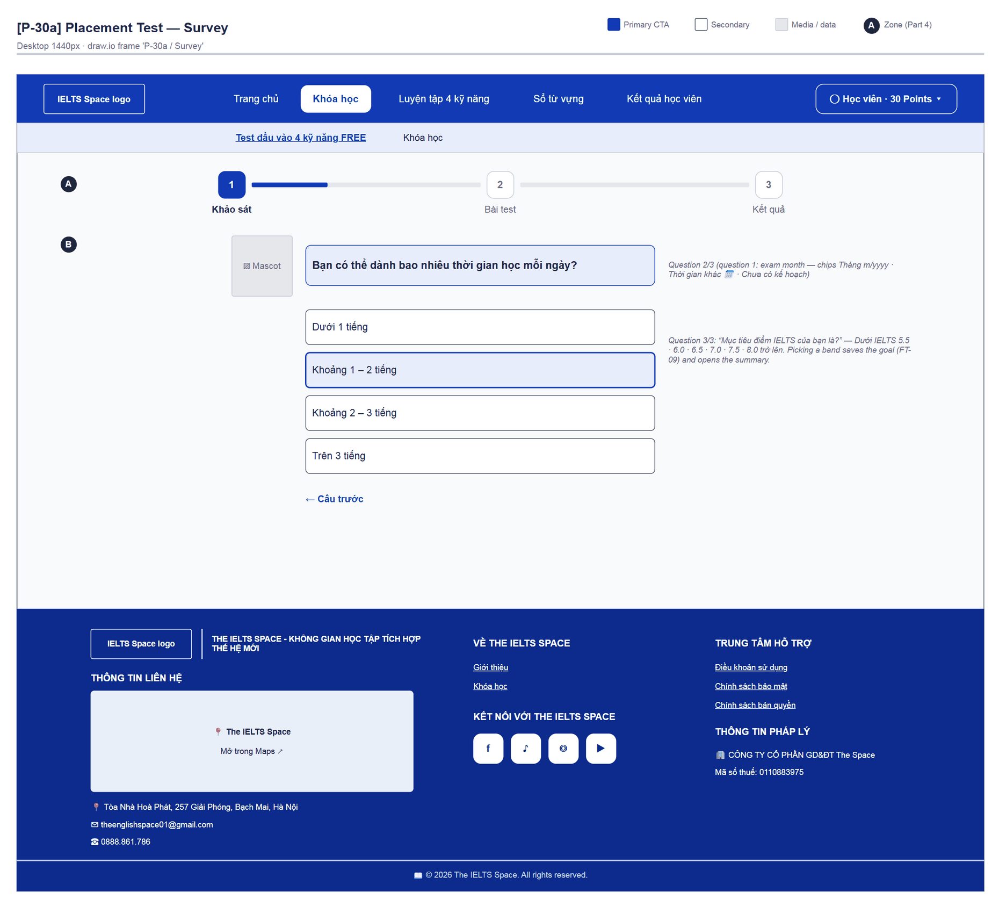 [P-30a] Placement Test — Survey
Desktop 1440px · draw.io frame 'P-30a / Survey'
Primary CTA
Secondary
Media / data
A
Zone (Part 4)
IELTS Space logo
Trang chủ
Khóa học
Luyện tập 4 kỹ năng
Sổ từ vựng
Kết quả học viên
Học viên · 30 Points ▾
Test đầu vào 4 kỹ năng FREE
Khóa học
A
1
2
3
Khảo sát
Bài test
Kết quả
B
Mascot
Bạn có thể dành bao nhiêu thời gian học mỗi ngày?
Question 2/3 (question 1: exam month — chips Tháng m/yyyy ·
Thời gian khác 🗓 · Chưa có kế hoạch)
Dưới 1 tiếng
Khoảng 1 – 2 tiếng
Khoảng 2 – 3 tiếng
Trên 3 tiếng
Question 3/3: “Mục tiêu điểm IELTS của bạn là?” — Dưới IELTS 5.5
· 6.0 · 6.5 · 7.0 · 7.5 · 8.0 trở lên. Picking a band saves the goal (FT-
09) and opens the summary.
← Câu trước
IELTS Space logo
THE IELTS SPACE - KHÔNG GIAN HỌC TẬP TÍCH HỢP
THẾ HỆ MỚI
THÔNG TIN LIÊN HỆ
📍 The IELTS Space
Mở trong Maps ↗
📍 Tòa Nhà Hoà Phát, 257 Giải Phóng, Bạch Mai, Hà Nội
✉ theenglishspace01@gmail.com
☎ 0888.861.786
VỀ THE IELTS SPACE
Giới thiệu
Khóa học
KẾT NỐI VỚI THE IELTS SPACE
f
♪
◎
▶
TRUNG TÂM HỖ TRỢ
Điều khoản sử dụng
Chính sách bảo mật
Chính sách bản quyền
THÔNG TIN PHÁP LÝ
🏢 CÔNG TY CỔ PHẦN GD&ĐT The Space
Mã số thuế: 0110883975
📖 © 2026 The IELTS Space. All rights reserved.